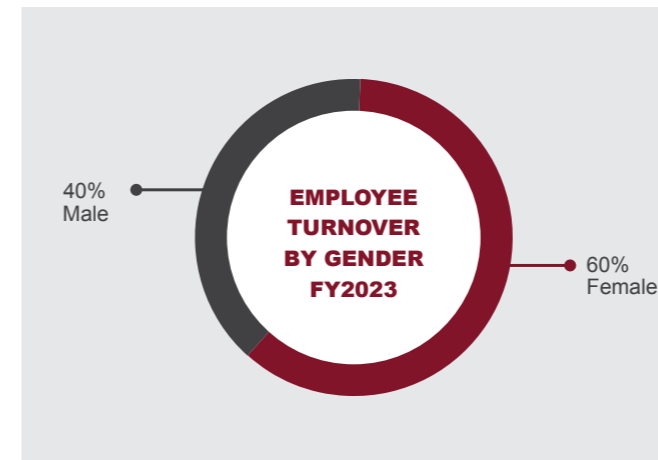 40%
Male
EMPLOYEE
TURNOVER
BY GENDER
FY2023
60%
Female